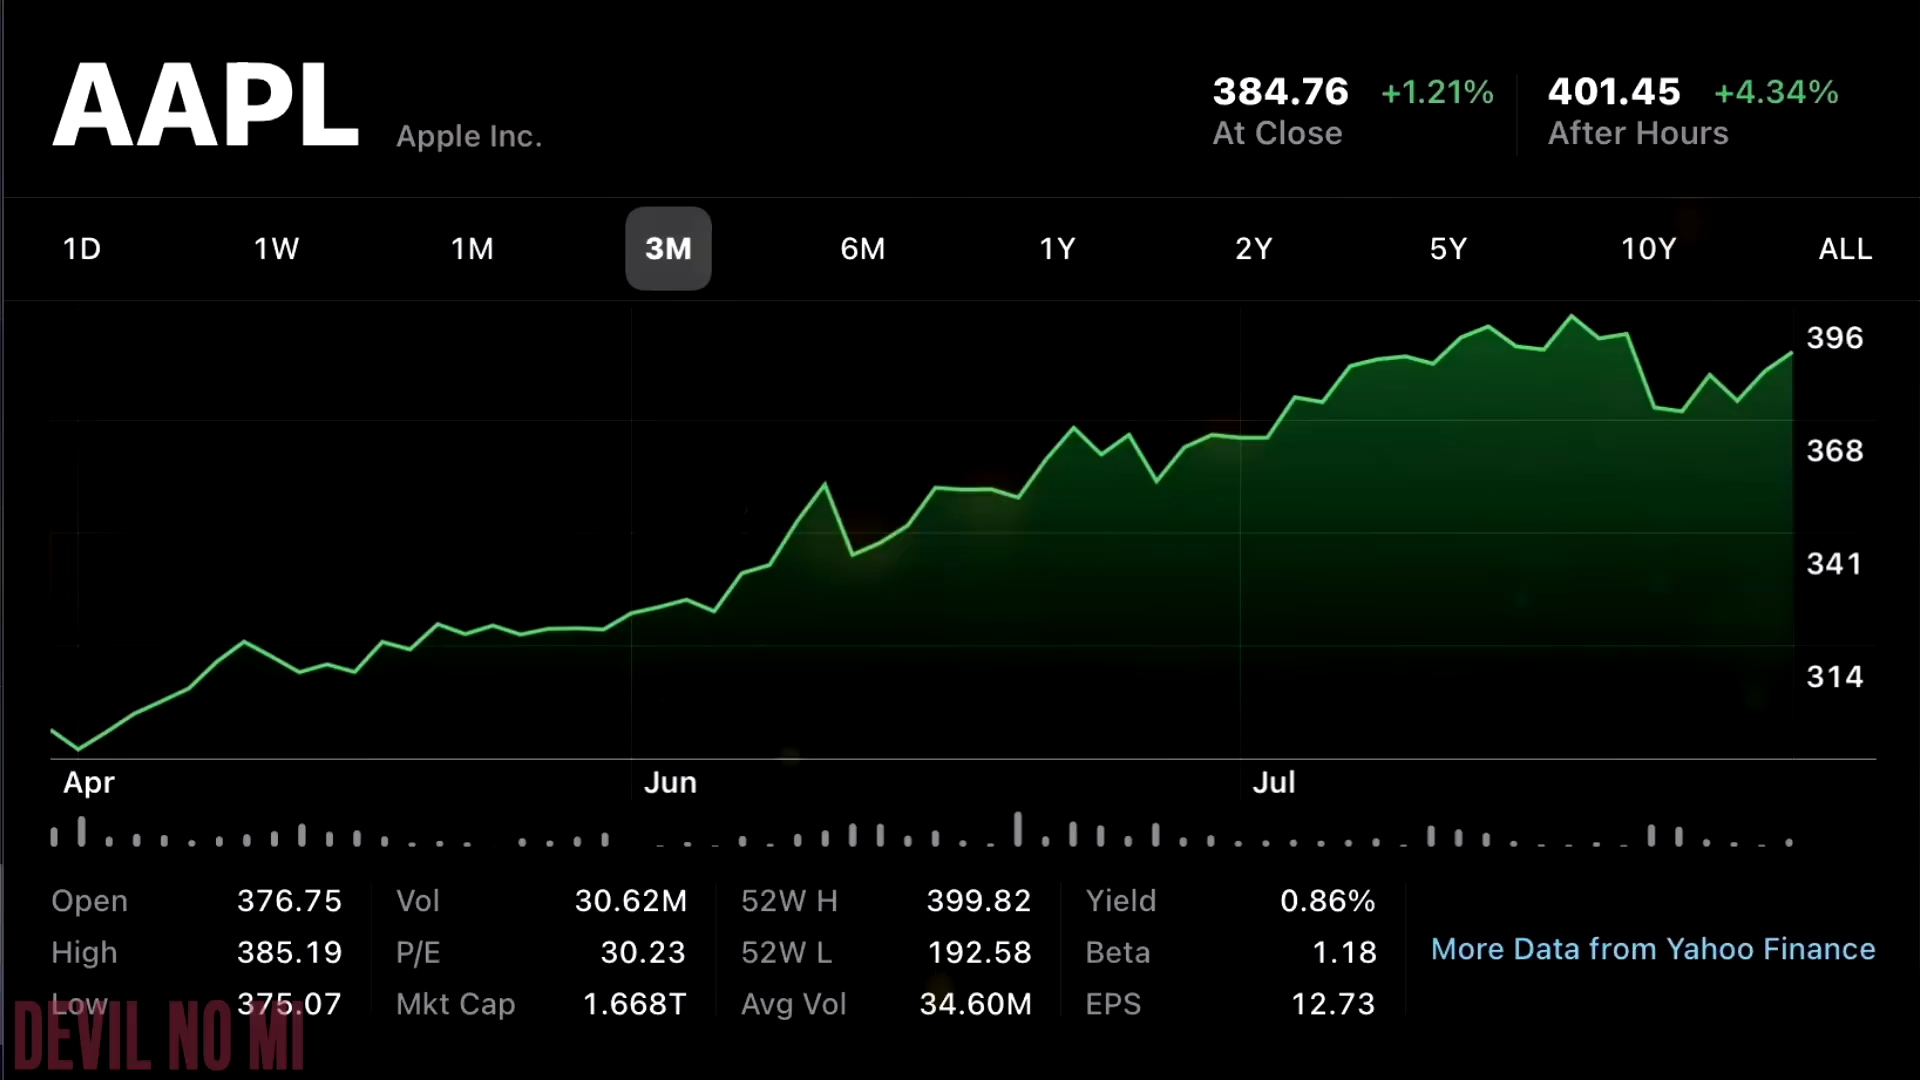 AAPL Apple Inc.
384.76 +1.21% 401.45 +4.34%
At Close After Hours
1D 1W 1M 3M 6M 1Y 2Y 5Y 10Y ALL
396
368
341
314
Apr Jun Jul
Open 376.75 Vol 30.62M 52W H 399.82 Yield 0.86%
High 385.19 P/E 30.23 52W L 192.58 Beta 1.18 More Data from Yahoo Finance
Low 375.07 Mkt Cap 1.668T Avg Vol 34.60M EPS 12.73
DEVIL NO MI